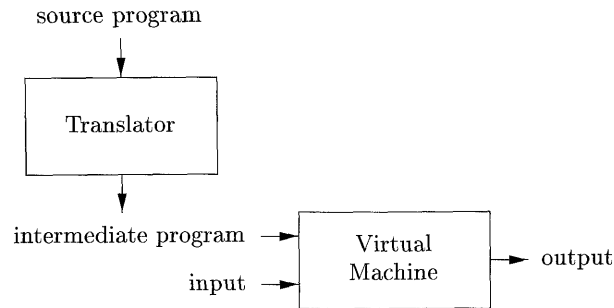 source program
Translator
intermediate program
input
Virtual
Machine
output